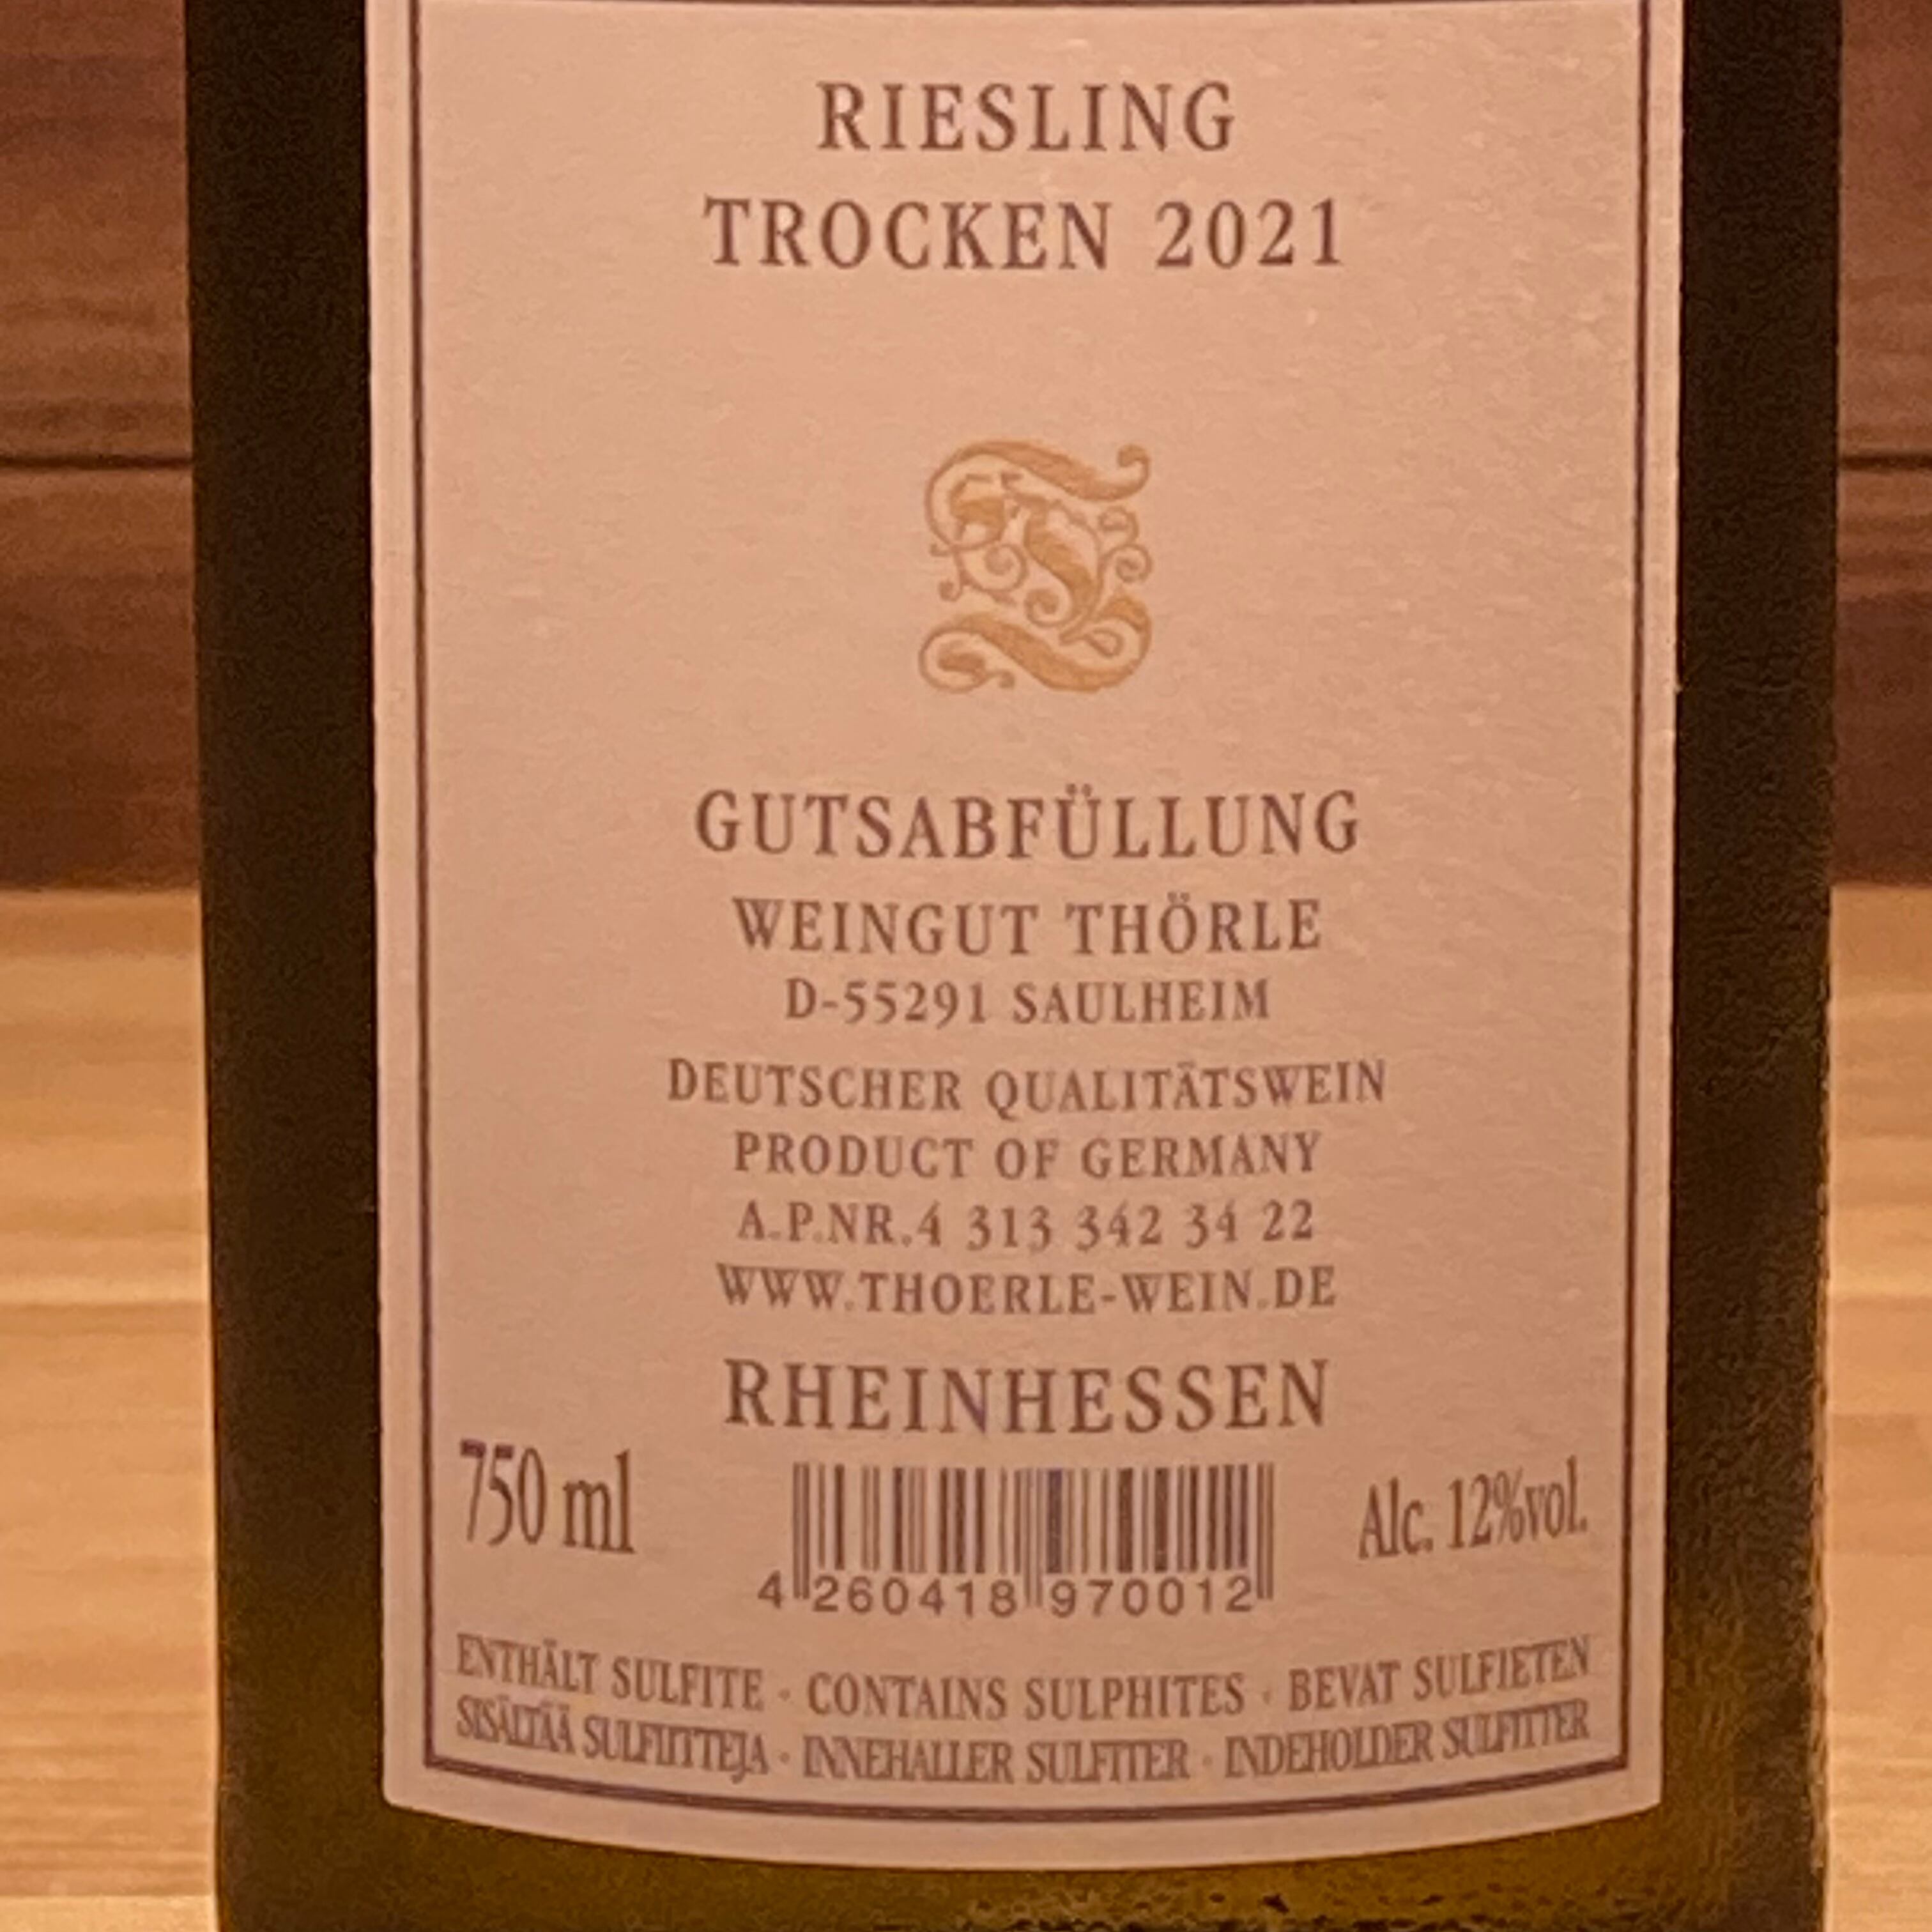 RIESLING
TROCKEN 2021
GUTSABFÜLLUNG
WEINGUT THÖRLE
D-55291 SAULHEIM
DEUTSCHER QUALITÄTSWEIN
PRODUCT OF GERMANY
A.P.NR.4 313 342 34 22
WWW.THOERLE-WEIN.DE
RHEINHESSEN
750 ml
Alc. 12%vol.
4 260418 970012
ENTHÄLT SULFITE · CONTAINS SULPHITES · BEVAT SULFIETEN
SISÄLTÄÄ SULFIITTEJA · INNEHALLER SULFITER · INDEHOLDER SULFITTER